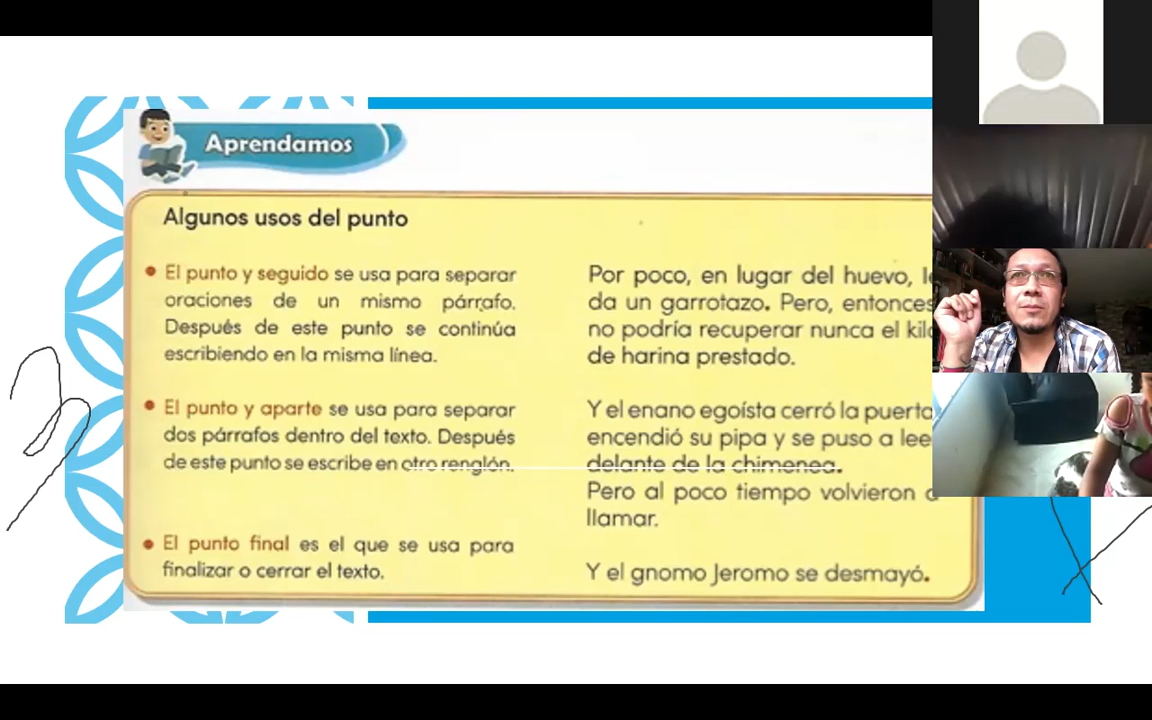 Aprendamos
Algunos usos del punto
El punto y seguido se usa para separar
oraciones de un mismo párrafo.
Después de este punto se continúa
escribiendo en la misma línea.
Por poco, en lugar del huevo,
da un garrotazo. Pero, entonces
no podría recuperar nunca el
de harina prestado.
El punto y aparte se usa para separar
dos párrafos dentro del texto. Después
de este punto se escribe en otro renglón.
Y el enano egoísta cerró la puerta
encendió su pipa y se puso a
delante de la chimenea.
Pero al poco tiempo volvieron a
llamar.
El punto final es el que se usa para
finalizar o cerrar el texto.
Y el gnomo Jeromo se desmayó.